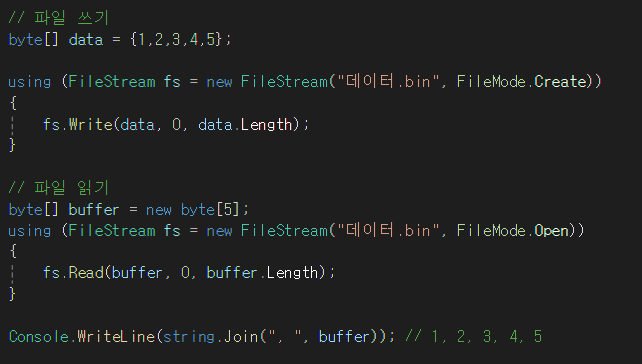 // 파일 쓰기
byte[] data = {1,2,3,4,5};
using (FileStream fs = new FileStream("데이터.bin", FileMode.Create))
{
fs.Write(data, 0, data.Length);
}
// 파일 읽기
byte[] buffer = new byte[5];
using (FileStream fs = new FileStream("데이터.bin", FileMode.Open))
{
fs.Read(buffer, 0, buffer.Length);
}
Console.WriteLine(string.Join(", ", buffer)); // 1, 2, 3, 4, 5